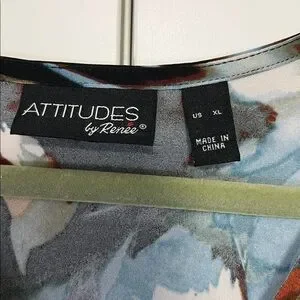 ATTITUDES
by Renée®
US XL
MADE IN
CHINA